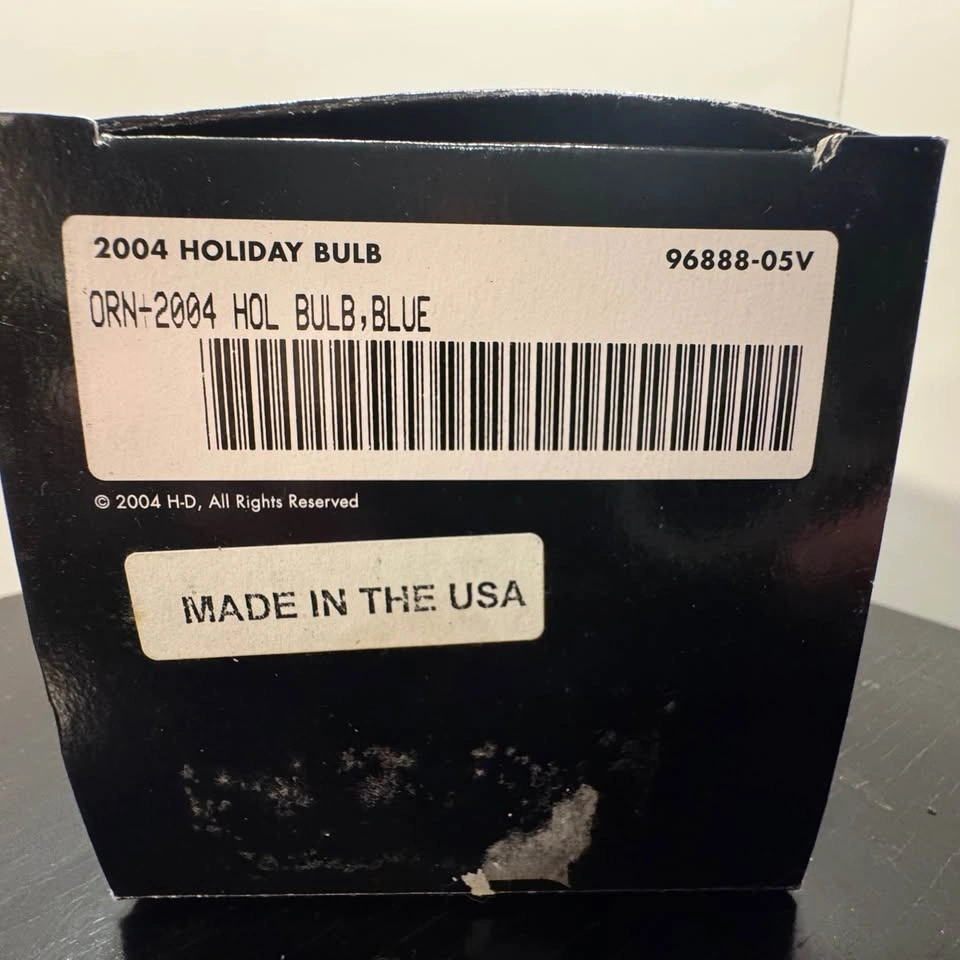 2004 HOLIDAY BULB 96888-05V
ORN-2004 HOL BULB,BLUE
© 2004 H-D, All Rights Reserved
MADE IN THE USA